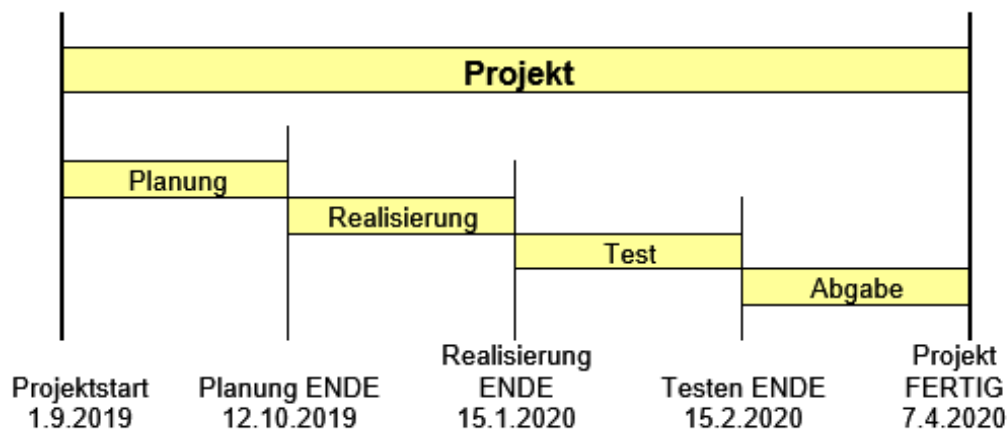 Projekt
Planung
Realisierung
Test
Abgabe
Projektstart
1.9.2019
Planung ENDE
12.10.2019
Realisierung
ENDE
15.1.2020
Testen ENDE
15.2.2020
Projekt
FERTIG
7.4.2020